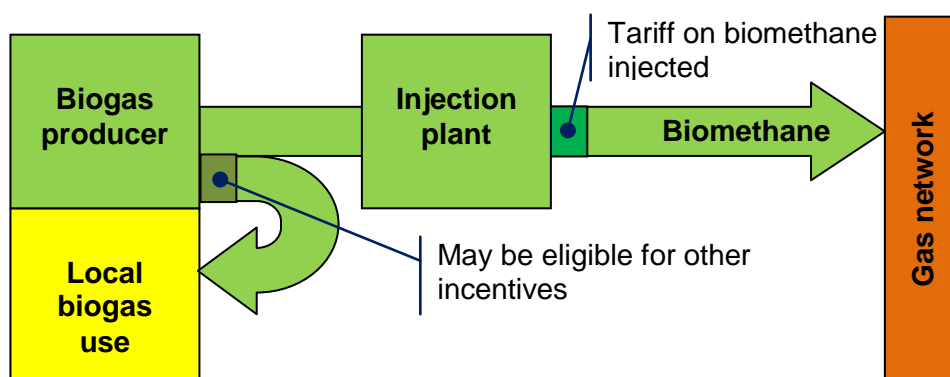 Tariff on biomethane
injected
Biogas
producer
Injection
plant
Biomethane
Gas network
May be eligible for other
incentives
Local
biogas
use